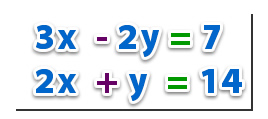 3x - 2y = 7
2x + y = 14